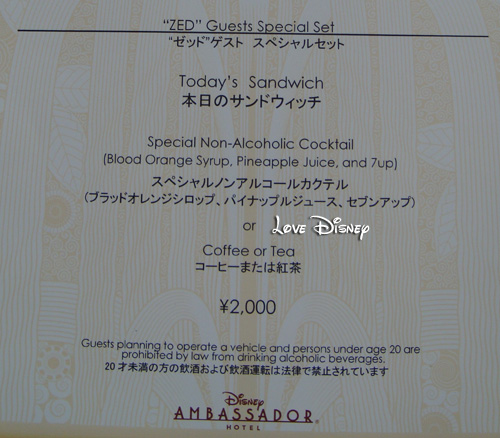 “ZED” Guests Special Set
“ゼッド”ゲスト スペシャルセット
Today's Sandwich
本日のサンドウィッチ
Special Non-Alcoholic Cocktail
(Blood Orange Syrup, Pineapple Juice, and 7up)
スペシャルノンアルコールカクテル
(ブラッドオレンジシロップ、パイナップルジュース、セブンアップ)
or
Love Disney
Coffee or Tea
コーヒーまたは紅茶
¥2,000
Guests planning to operate a vehicle and persons under age 20 are
prohibited by law from drinking alcoholic beverages.
20才未満の方の飲酒および飲酒運転は法律で禁止されています
Disney
AMBASSADOR®
HOTEL